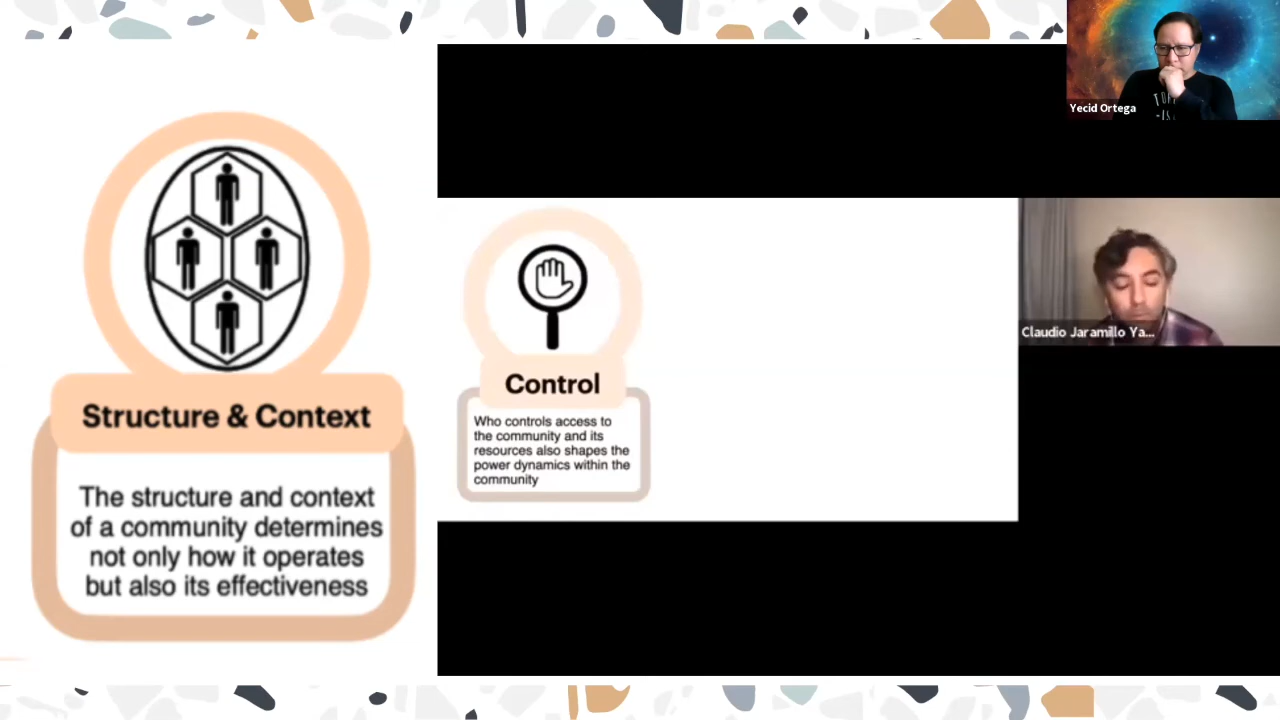 Yecid Ortega
Claudio Jaramillo Ya...
Structure & Context
The structure and context
of a community determines
not only how it operates
but also its effectiveness
Control
Who controls access to
the community and its
resources also shapes the
power dynamics within the
community